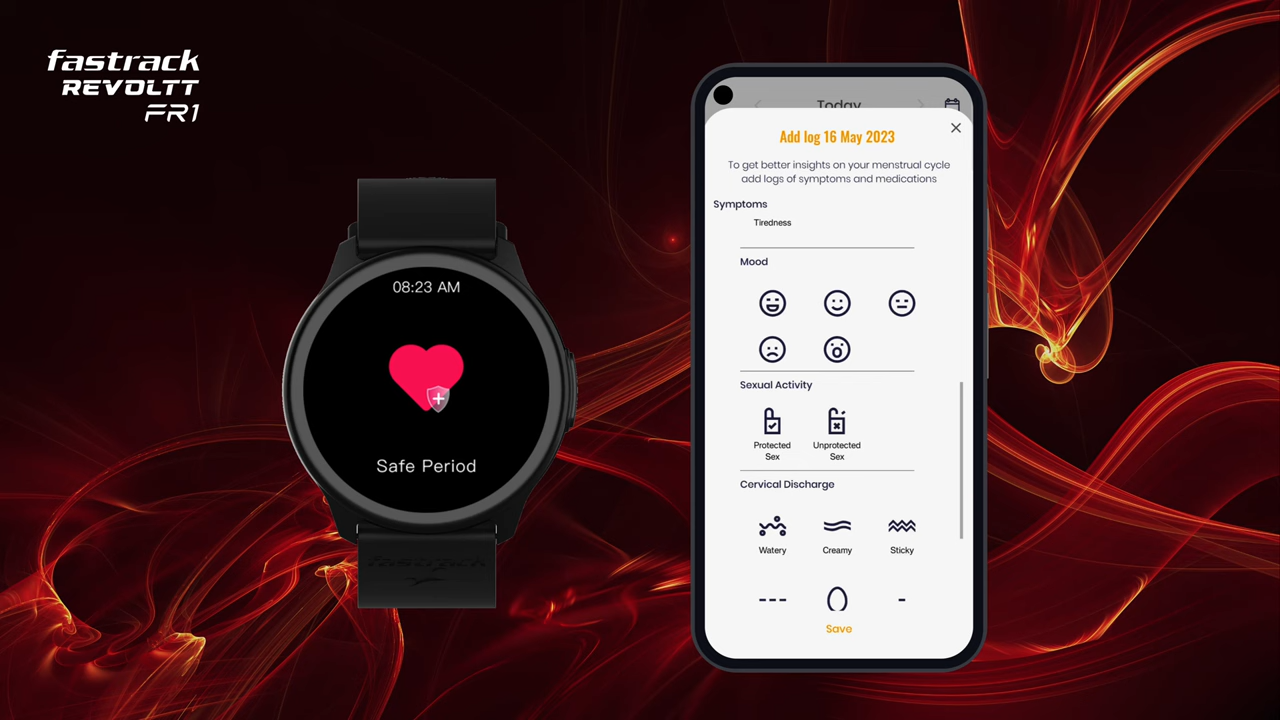 fastrack
REVOLTT
FR1
08:23 AM
Safe Period
fastrack
Today
Add log 16 May 2023
To get better insights on your menstrual cycle
add logs of symptoms and medications
Symptoms
Tiredness
Mood
Sexual Activity
Protected
Sex
Unprotected
Sex
Cervical Discharge
Watery
Creamy
Sticky
Save